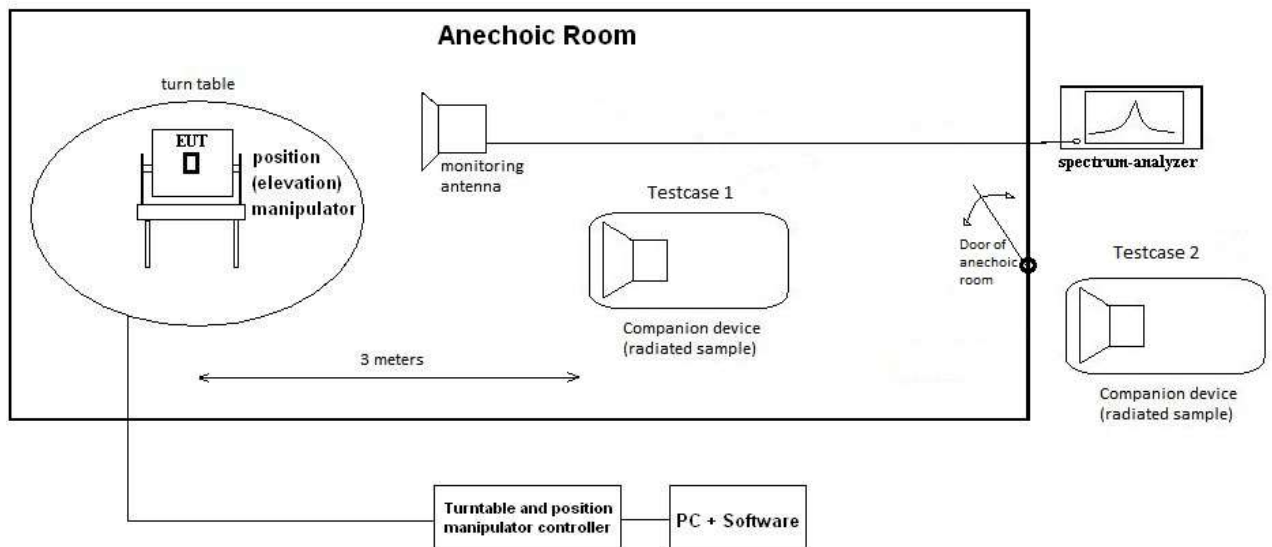 Anechoic Room
turn table
EUT
position
(elevation)
manipulator
monitoring
antenna
spectrum-analyzer
Testcase 1
Door of
anechoic
room
Testcase 2
Companion device
(radiated sample)
3 meters
Companion device
(radiated sample)
Turntable and position
manipulator controller
PC + Software